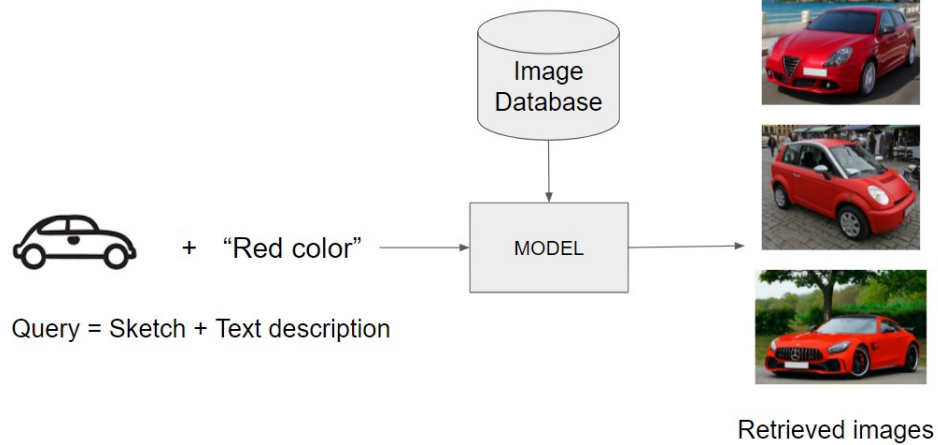 Image
Database
+ “Red color”
MODEL
Query = Sketch + Text description
Retrieved images